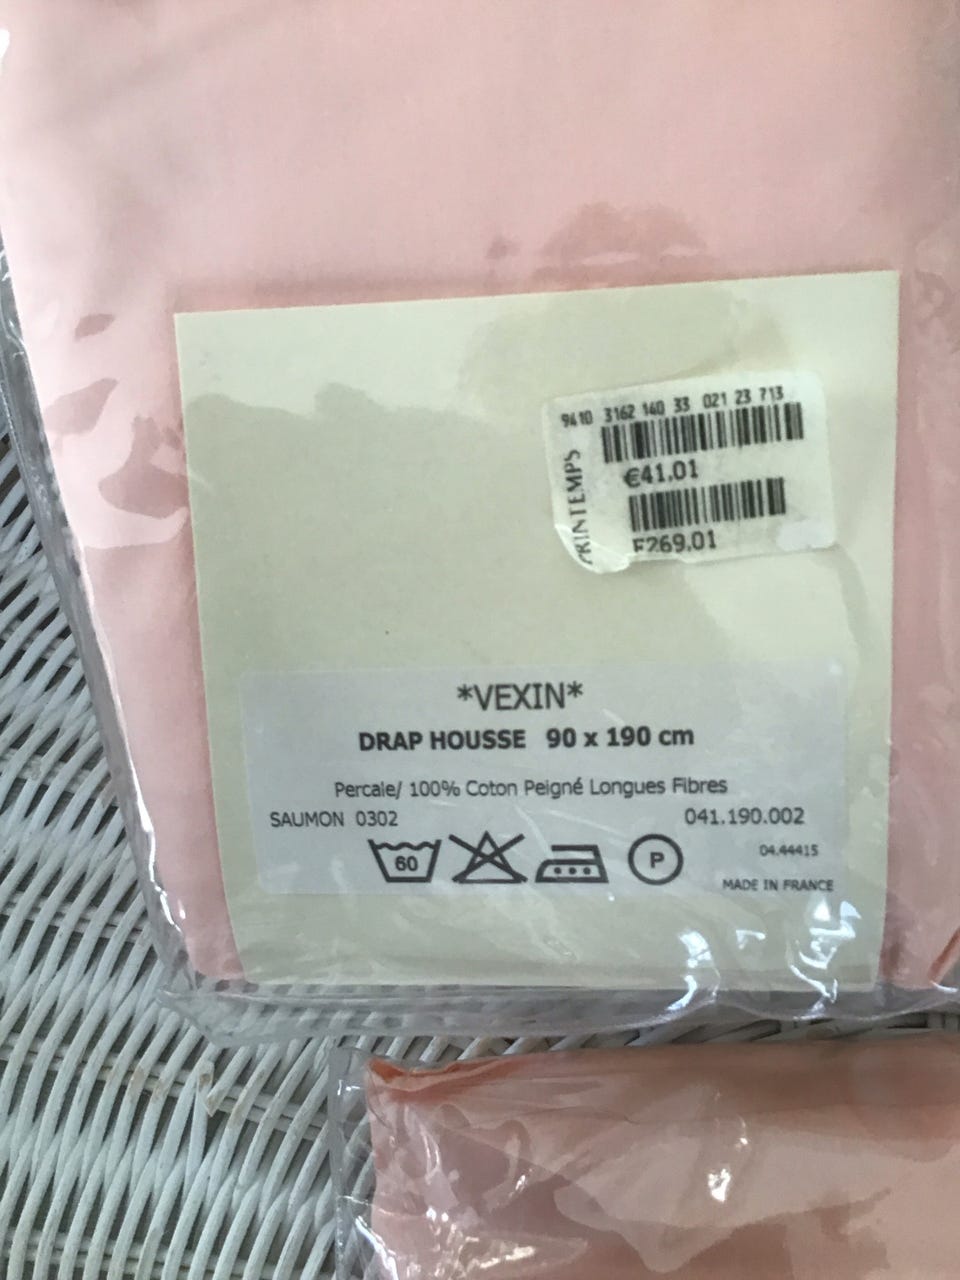 9410 3162 140 33 021 23 713
PRINTEMPS
€41.01
F269.01
*VEXIN*
DRAP HOUSSE 90 x 190 cm
Percale/ 100% Coton Peigné Longues Fibres
SAUMON 0302 041.190.002
60 P 04.44415
MADE IN FRANCE